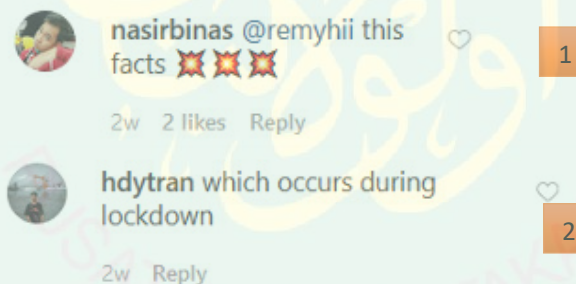 nasirbinas @remyhii this
facts 💥 💥 💥
1
2w 2 likes Reply
hdytran which occurs during
lockdown
2
2w Reply